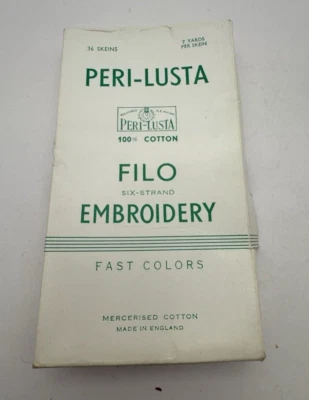 36 SKEINS
7 YARDS
PER SKEIN
PERI-LUSTA
PERI-LUSTA
100% COTTON
FILO
SIX-STRAND
EMBROIDERY
FAST COLORS
MERCERISED COTTON
MADE IN ENGLAND